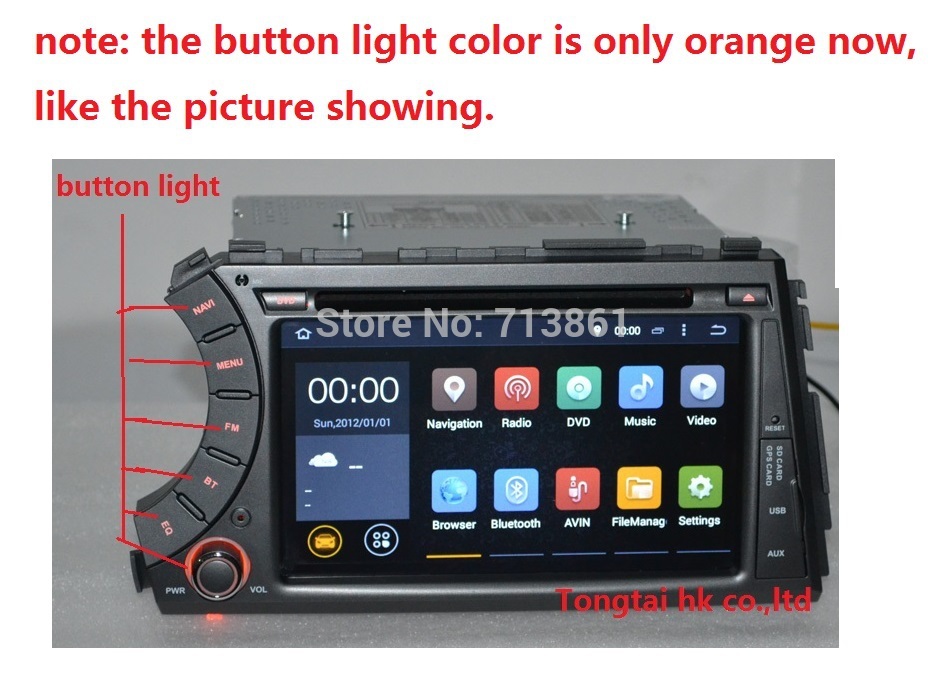 note: the button light color is only orange now,
like the picture showing.
button light
DVD
NAVI
Store No: 713861
00:00
MENU
00:00
Sun,2012/01/01
Navigation Radio DVD Music Video
FM
RESET
SD CARD
GPS CARD
BT
USB
EQ
Browser Bluetooth AVIN FileManag Settings
AUX
PWR VOL
Tongtai hk co.,ltd